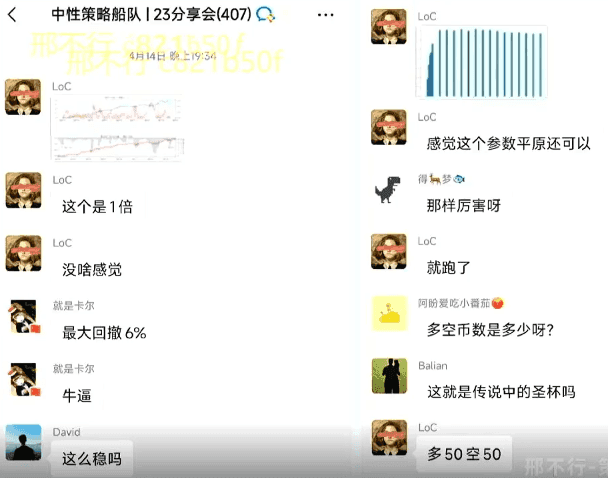 中性策略船队 | 23分享会(407)
邢不行 c821b50f
邢不行 c821b50f
4月14日 晚上19:34
LoC
LoC
这个是1倍
LoC
没啥感觉
就是卡尔
最大回撤6%
就是卡尔
牛逼
David
这么稳吗
LoC
LoC
感觉这个参数平原还可以
得🐎梦🐟
那样厉害呀
LoC
就跑了
阿盼爱吃小番茄🍅
多空币数是多少呀?
Balian
这就是传说中的圣杯吗
LoC
多50空50
邢不行-策